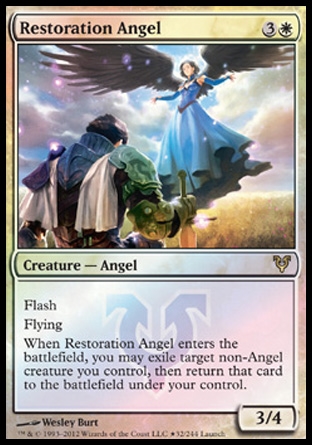 Restoration Angel 3
Creature — Angel
Flash
Flying
When Restoration Angel enters the
battlefield, you may exile target non-Angel
creature you control, then return that card
to the battlefield under your control.
Wesley Burt
™ & © 1993–2012 Wizards of the Coast LLC ★32/244 Launch
3/4